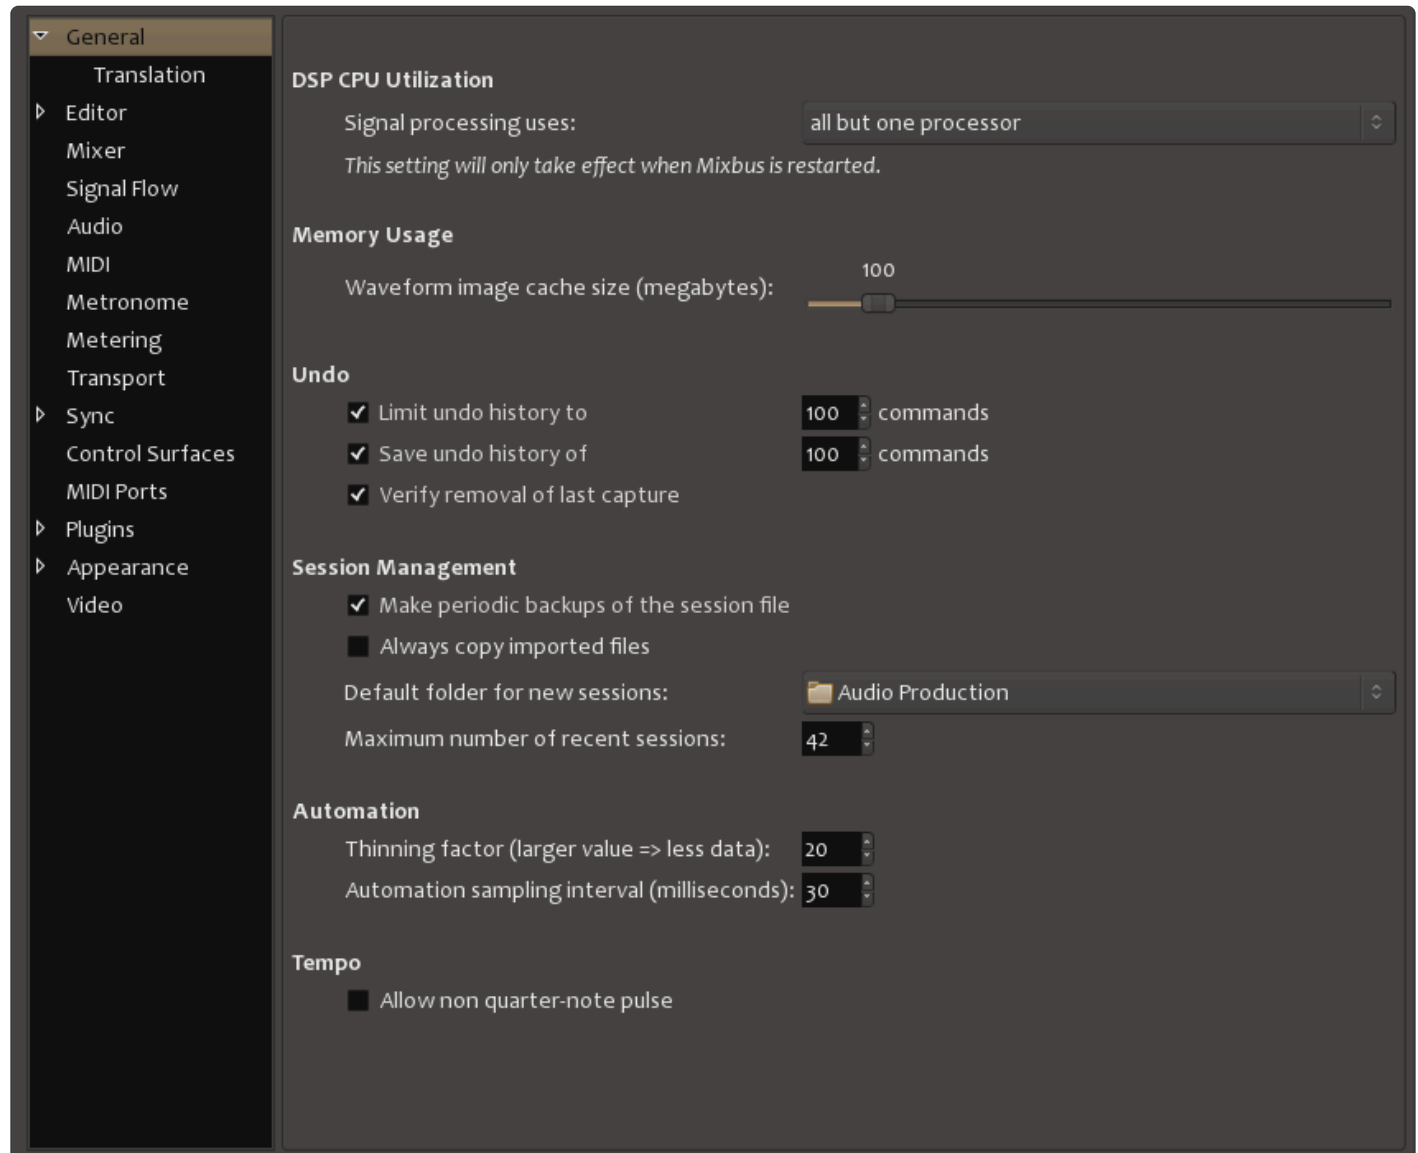 General
Translation
Editor
Mixer
Signal Flow
Audio
MIDI
Metronome
Metering
Transport
Sync
Control Surfaces
MIDI Ports
Plugins
Appearance
Video
DSP CPU Utilization
Signal processing uses: all but one processor
This setting will only take effect when Mixbus is restarted.
Memory Usage
100
Waveform image cache size (megabytes):
Undo
Limit undo history to 100 commands
Save undo history of 100 commands
Verify removal of last capture
Session Management
Make periodic backups of the session file
Always copy imported files
Default folder for new sessions: Audio Production
Maximum number of recent sessions: 42
Automation
Thinning factor (larger value => less data): 20
Automation sampling interval (milliseconds): 30
Tempo
Allow non quarter-note pulse